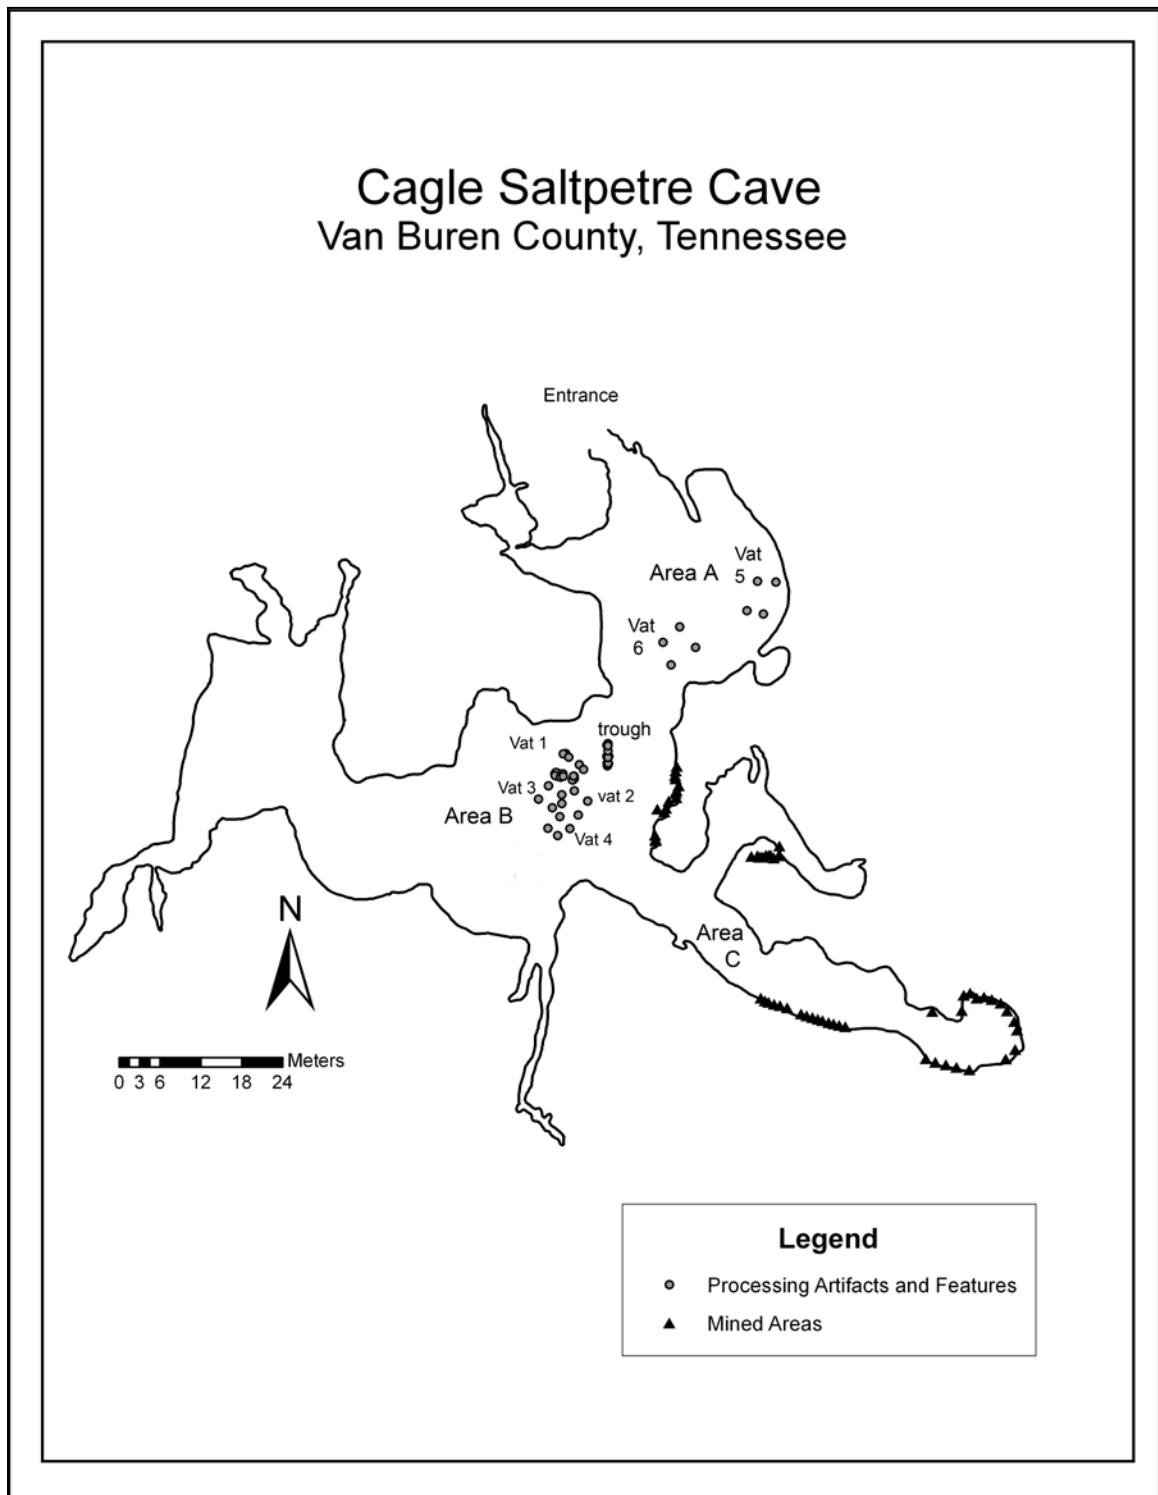 Cagle Saltpetre Cave
Van Buren County, Tennessee
Entrance
Vat
5
Area A
Vat
6
trough
Vat 1
Vat 3
vat 2
Area B
Vat 4
N
Area
C
Meters
0 3 6 12 18 24
Legend
Processing Artifacts and Features
Mined Areas